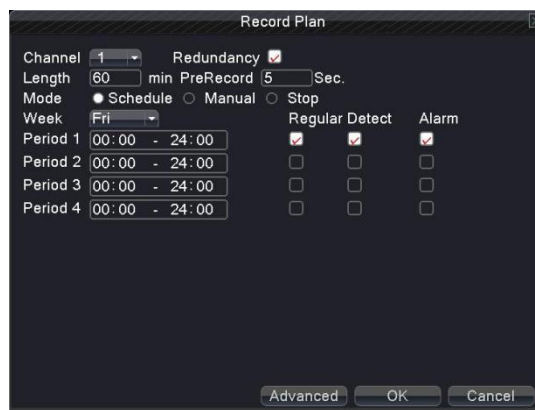 Record Plan
Channel 1 Redundancy
Length 60 min PreRecord 5 Sec.
Mode Schedule Manual Stop
Week Fri Regular Detect Alarm
Period 1 00:00 - 24:00
Period 2 00:00 - 24:00
Period 3 00:00 - 24:00
Period 4 00:00 - 24:00
Advanced OK Cancel